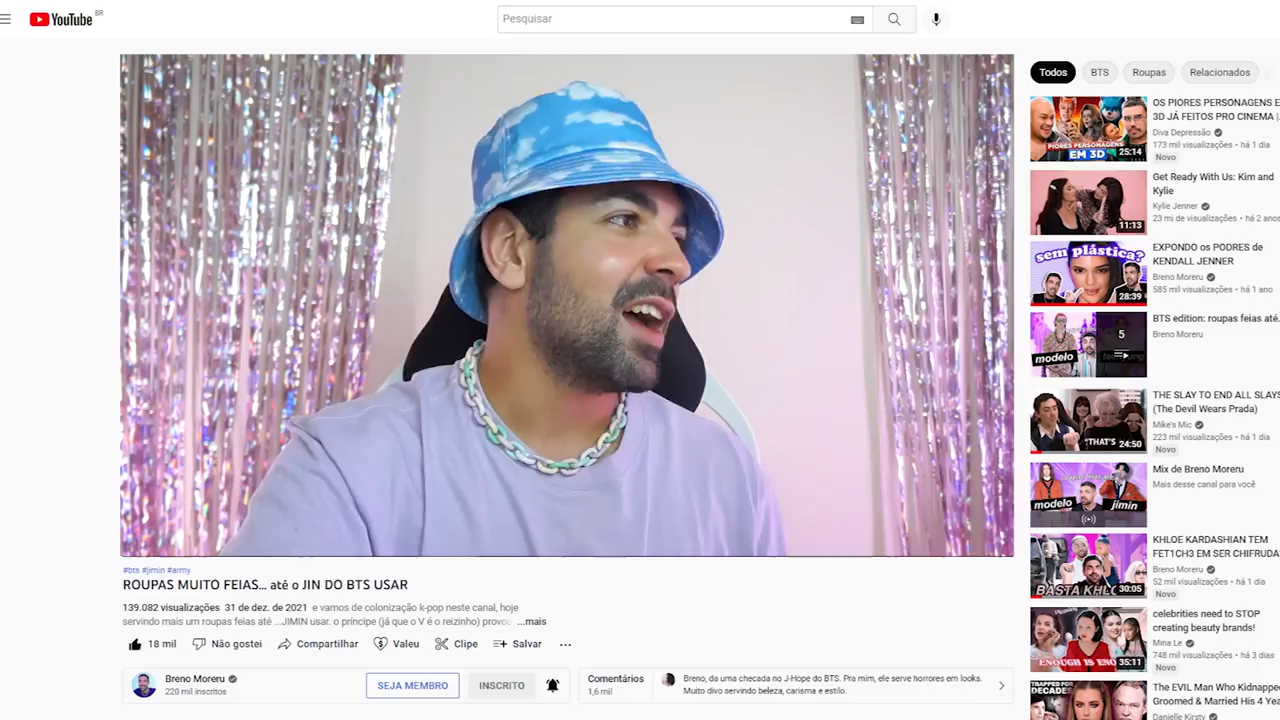 YouTube BR
Pesquisar
Todos
BTS
Roupas
Relacionados
OS PIORES PERSONAGENS E
3D JÁ FEITOS PRO CINEMA |
Diva Depressão
173 mil visualizações • há 1 dia
Novo
PIORES PERSONAGENS
EM 3D
25:14
Get Ready With Us: Kim and
Kylie
Kylie Jenner
23 mi de visualizações • há 2 anos
11:13
EXPONDO os PODRES de
KENDALL JENNER
Breno Moreru
585 mil visualizações • há 1 ano
sem plástica?
28:39
BTS edition: roupas feias até.
Breno Moreru
5
modelo
THE SLAY TO END ALL SLAYS
(The Devil Wears Prada)
Mike's Mic
223 mil visualizações • há 1 dia
Novo
"THAT'S
24:50
Mix de Breno Moreru
Mais desse canal para você
modelo
jimin
KHLOE KARDASHIAN TEM
FET1CH3 EM SER CHIFRUDA
Breno Moreru
52 mil visualizações • há 1 dia
Novo
BASTA KHLO
30:05
celebrities need to STOP
creating beauty brands!
Mina Le
748 mil visualizações • há 3 dias
Novo
ENOUGH IS ENO
35:11
The EVIL Man Who Kidnapped
Groomed & Married His 4 Yea
Danielle Kirsty
TRAPPED FOR
DECADES
#bts #jimin #army
ROUPAS MUITO FEIAS... até o JIN DO BTS USAR
139.082 visualizações 31 de dez. de 2021 e vamos de colonização k-pop neste canal, hoje
servindo mais um roupas feias até ...JIMIN usar. o príncipe (já que o V é o reizinho) provou ...mais
18 mil
Não gostei
Compartilhar
Valeu
Clipe
Salvar
Breno Moreru
220 mil inscritos
SEJA MEMBRO
INSCRITO
Comentários
1,6 mil
Breno, da uma checada no J-Hope do BTS. Pra mim, ele serve horrores em looks.
Muito divo servindo beleza, carisma e estilo.